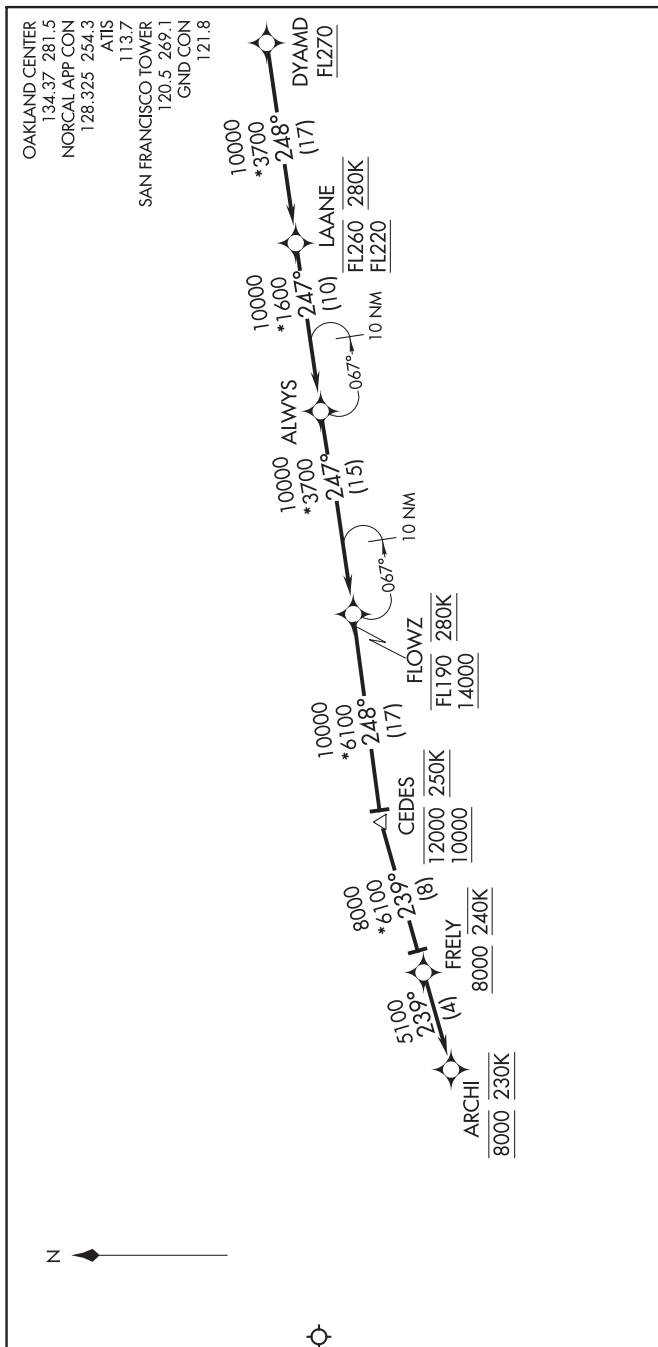 OAKLAND CENTER
134.37 281.5
NORCAL APP CON
128.325 254.3
ATIS
113.7
SAN FRANCISCO TOWER
120.5 269.1
GND CON
121.8
N
DYAMD
FL270
10000
*3700
248°
(17)
LAANE
FL260 280K
FL220
10000
*1600
247°
(10)
10 NM
067°
ALWYS
10000
*3700
247°
(15)
10 NM
067°
FLOWZ
FL190 280K
14000
10000
*6100
248°
(17)
CEDES
12000 250K
10000
8000
*6100
239°
(8)
FRELY
8000 240K
5100
239°
(4)
ARCHI
8000 230K